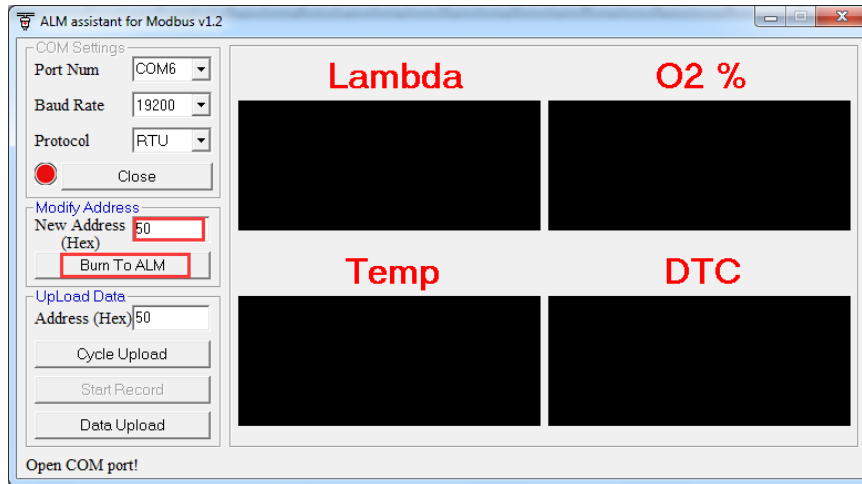 ALM assistant for Modbus v1.2
COM Settings
Port Num COM6
Baud Rate 19200
Protocol RTU
Close
Modify Address
New Address (Hex) 50
Burn To ALM
UpLoad Data
Address (Hex) 50
Cycle Upload
Start Record
Data Upload
Lambda
O2 %
Temp
DTC
Open COM port!